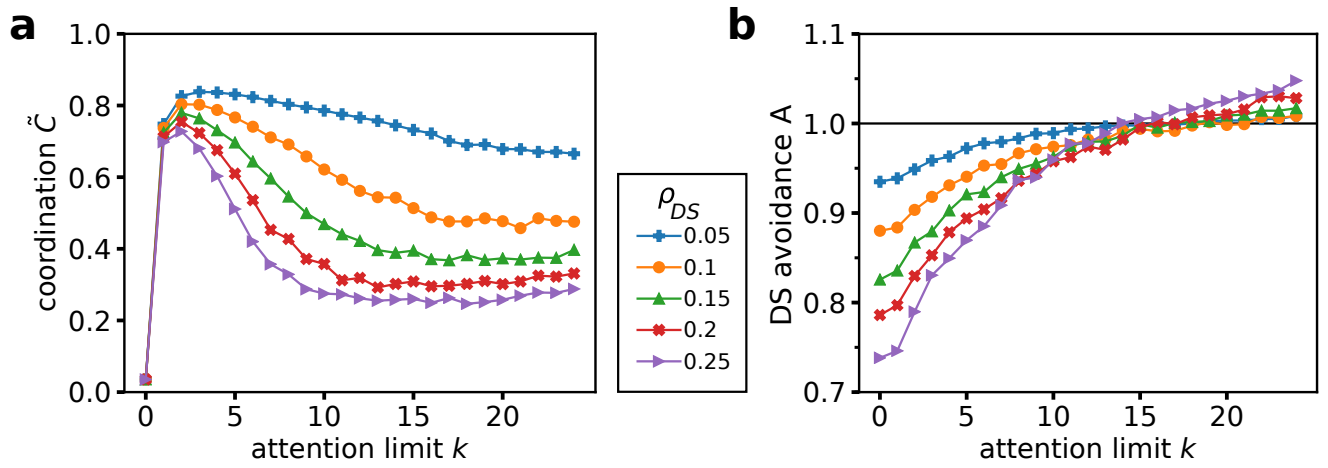 a
1.0
0.8
0.6
0.4
0.2
0.0
coordination C̃
0 5 10 15 20
attention limit k
ρDS
0.05
0.1
0.15
0.2
0.25
b
1.1
1.0
0.9
0.8
0.7
DS avoidance A
0 5 10 15 20
attention limit k